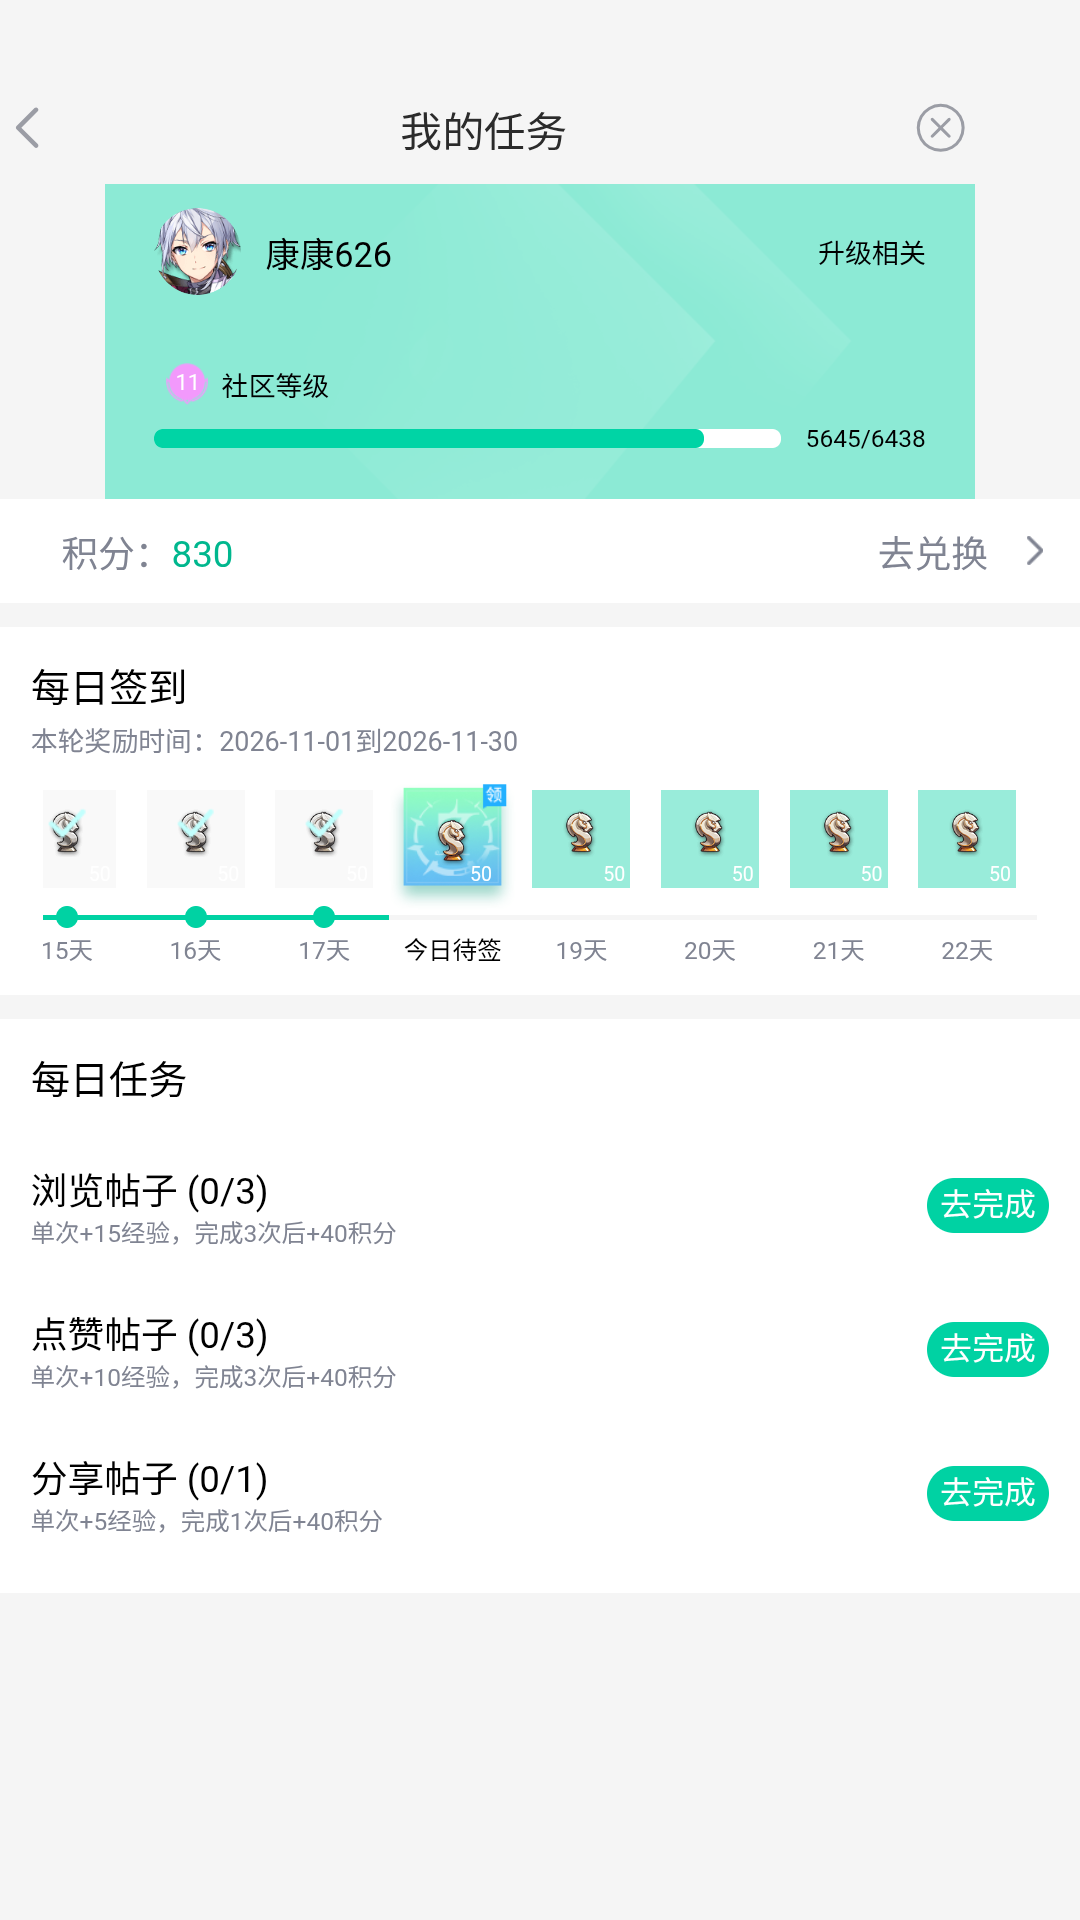 我的任务
康康626
升级相关
11 社区等级
5645/6438
积分：830
去兑换
每日签到
本轮奖励时间：2026-11-01到2026-11-30
领
50 50 50 50 50 50 50 50
15天 16天 17天 今日待签 19天 20天 21天 22天
每日任务
浏览帖子 (0/3)
单次+15经验，完成3次后+40积分
去完成
点赞帖子 (0/3)
单次+10经验，完成3次后+40积分
去完成
分享帖子 (0/1)
单次+5经验，完成1次后+40积分
去完成